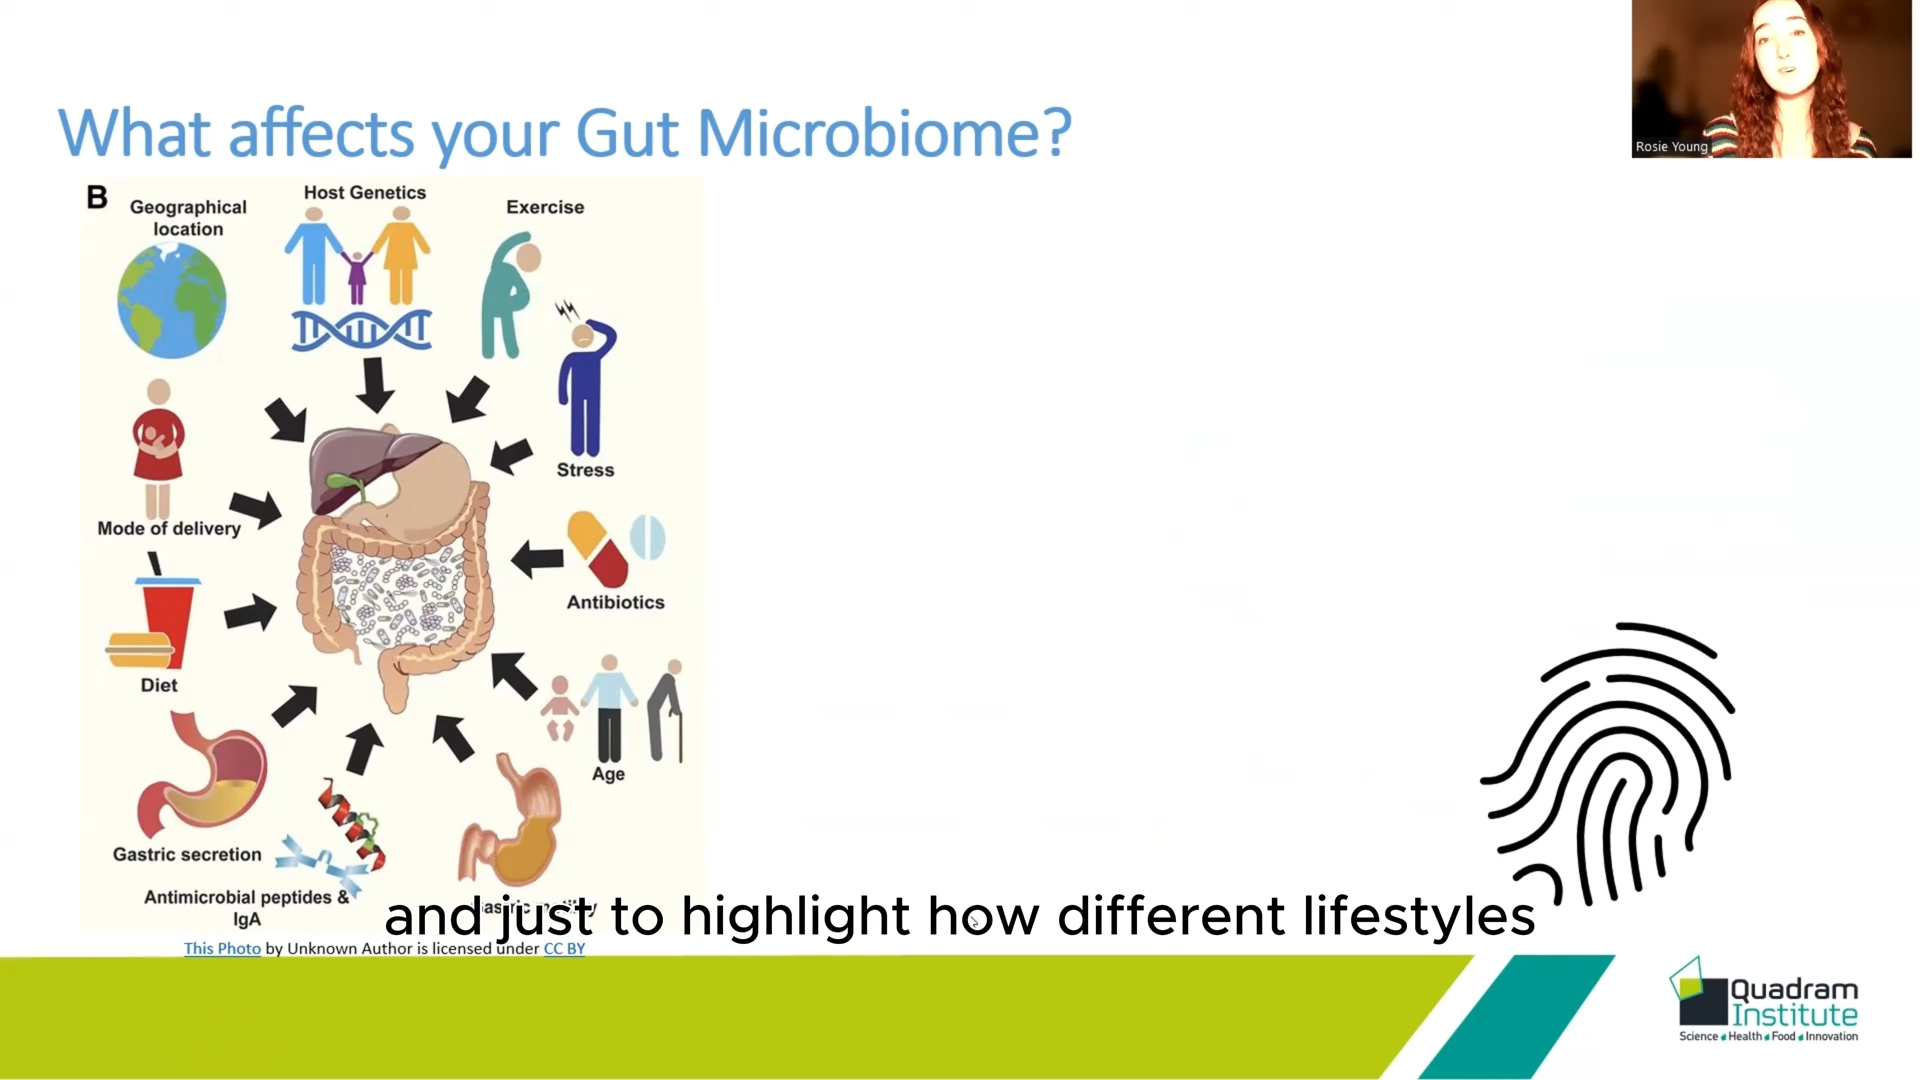 What affects your Gut Microbiome?
Rosie Young
B
Geographical
location
Host Genetics
Exercise
Stress
Mode of delivery
Antibiotics
Diet
Age
Gastric secretion
Antimicrobial peptides &
IgA
and just to highlight how different lifestyles
This Photo by Unknown Author is licensed under CC BY
Quadram
Institute
Science Health Food Innovation